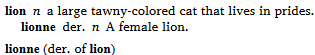 lion n a large tawny-colored cat that lives in prides.
lionne der. n A female lion.
lionne (der. of lion)